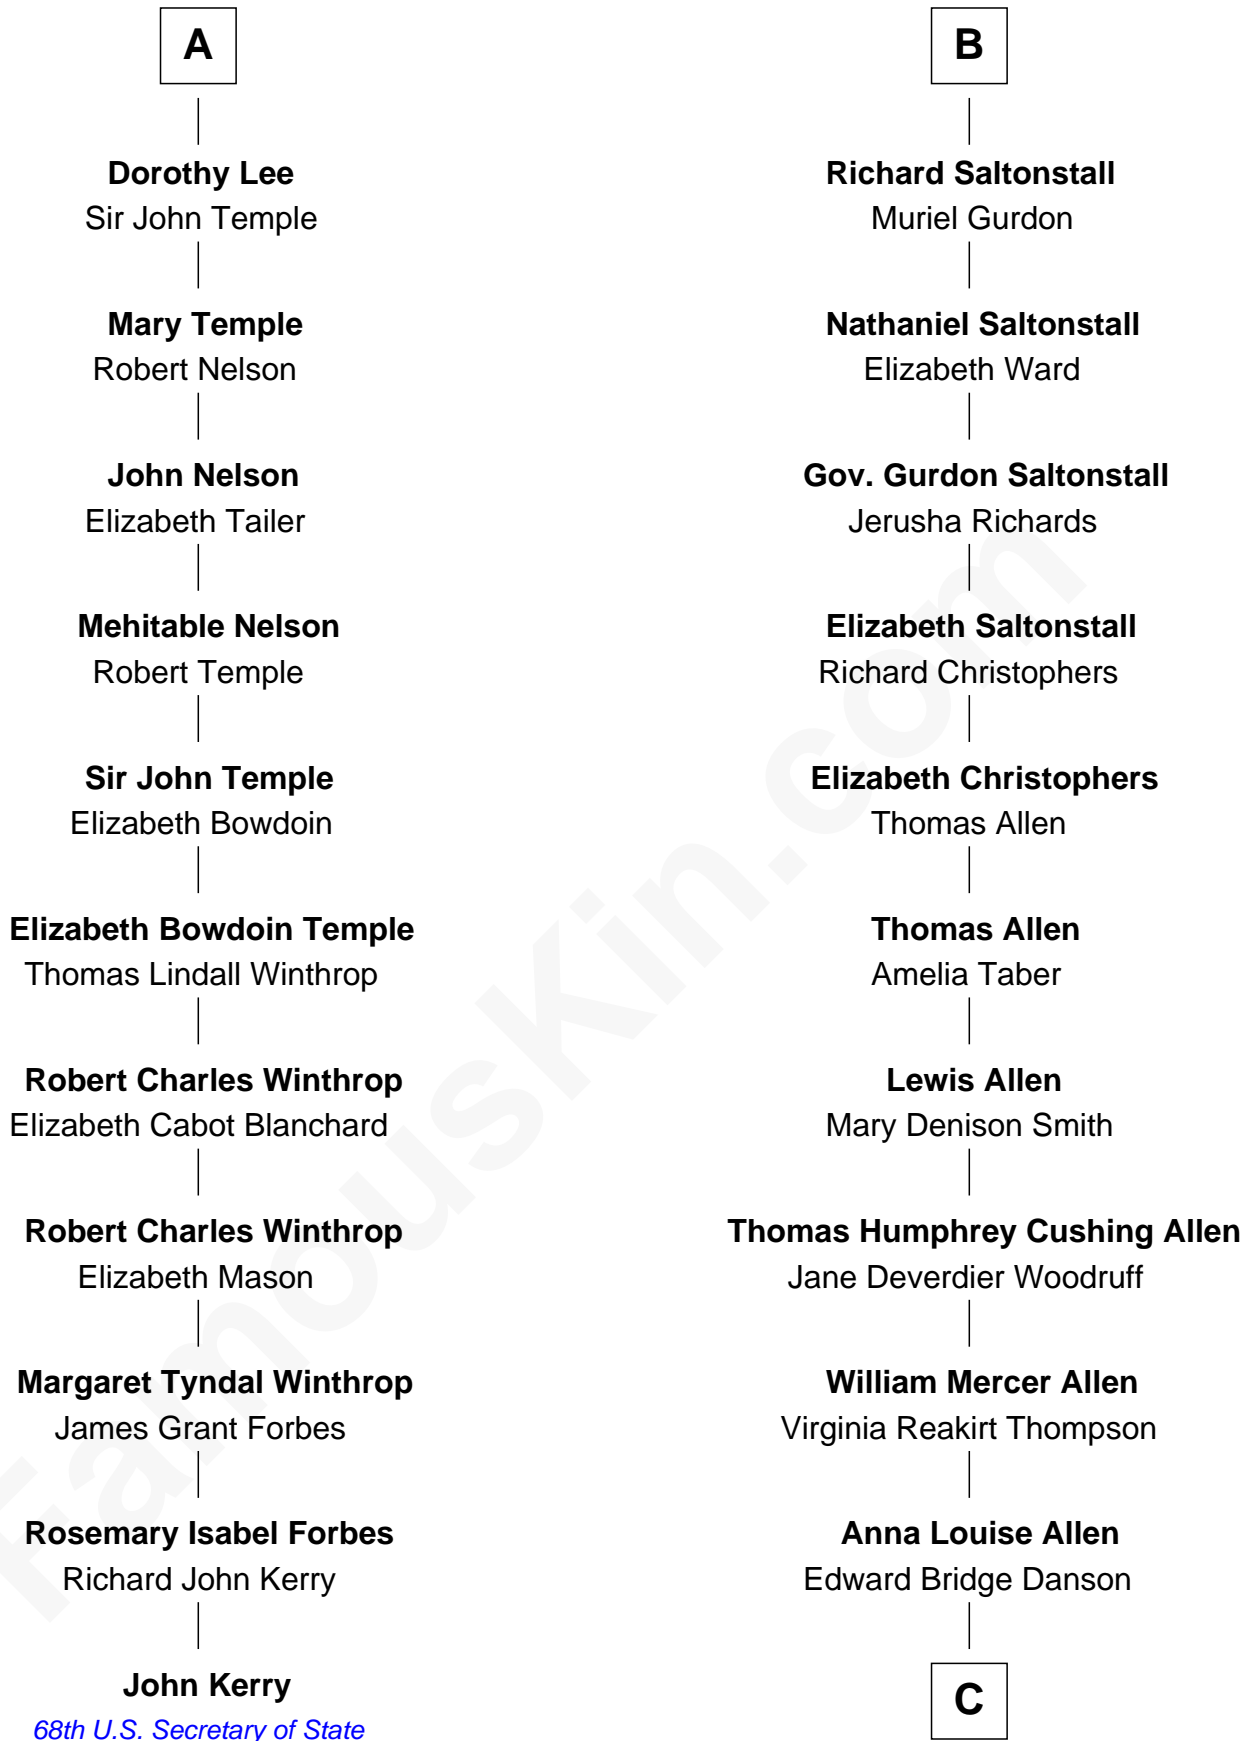 A
Dorothy Lee
Sir John Temple
Mary Temple
Robert Nelson
John Nelson
Elizabeth Tailer
Mehitable Nelson
Robert Temple
Sir John Temple
Elizabeth Bowdoin
Elizabeth Bowdoin Temple
Thomas Lindall Winthrop
Robert Charles Winthrop
Elizabeth Cabot Blanchard
Robert Charles Winthrop
Elizabeth Mason
Margaret Tyndal Winthrop
James Grant Forbes
Rosemary Isabel Forbes
Richard John Kerry
John Kerry
68th U.S. Secretary of State
B
Richard Saltonstall
Muriel Gurdon
Nathaniel Saltonstall
Elizabeth Ward
Gov. Gurdon Saltonstall
Jerusha Richards
Elizabeth Saltonstall
Richard Christophers
Elizabeth Christophers
Thomas Allen
Thomas Allen
Amelia Taber
Lewis Allen
Mary Denison Smith
Thomas Humphrey Cushing Allen
Jane Deverdier Woodruff
William Mercer Allen
Virginia Reakirt Thompson
Anna Louise Allen
Edward Bridge Danson
C
FamousKin.com